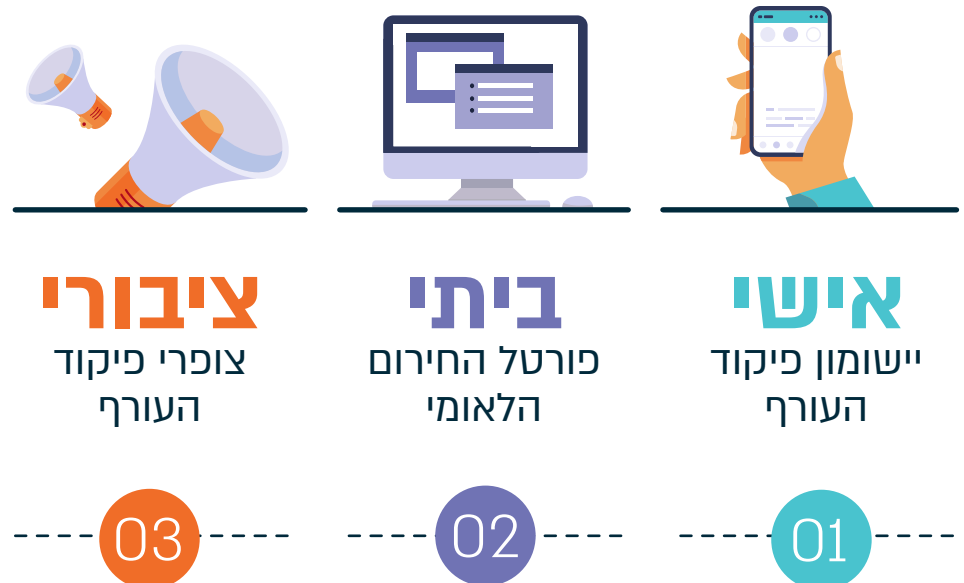 אישי
יישומון פיקוד
העורף
01
ביתי
פורטל החירום
הלאומי
02
ציבורי
צופרי פיקוד
העורף
03